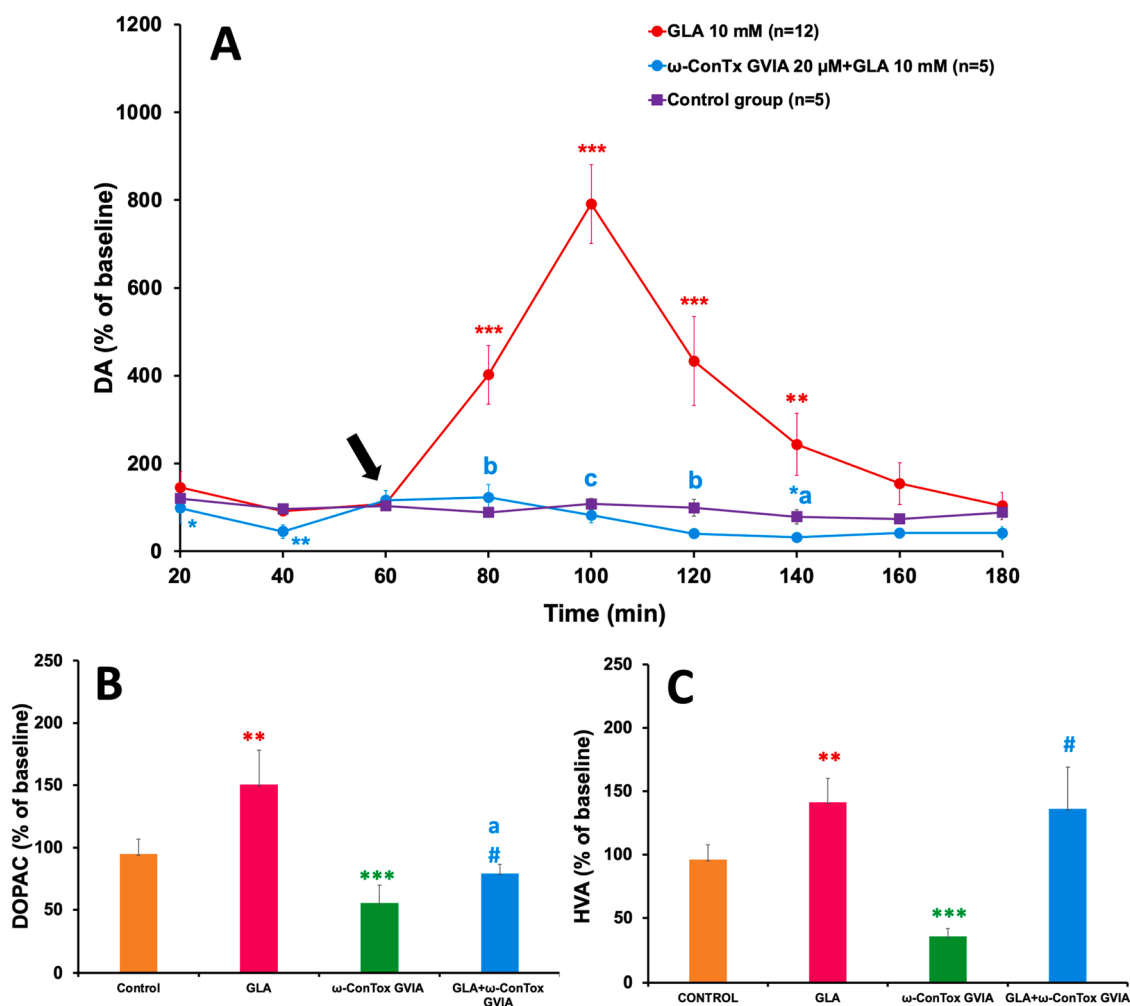 A
GLA 10 mM (n=12)
ω-ConTx GVIA 20 µM+GLA 10 mM (n=5)
Control group (n=5)
DA (% of baseline)
1200
1000
800
600
400
200
0
***
***
***
**
b
c
b
*a
*
**
20 40 60 80 100 120 140 160 180
Time (min)
B
DOPAC (% of baseline)
250
200
150
100
50
0
**
***
a
#
Control GLA ω-ConTox GVIA GLA+ω-ConTox
GVIA
C
HVA (% of baseline)
250
200
150
100
50
0
**
***
#
CONTROL GLA ω-ConTox GVIA GLA+ω-ConTox GVIA